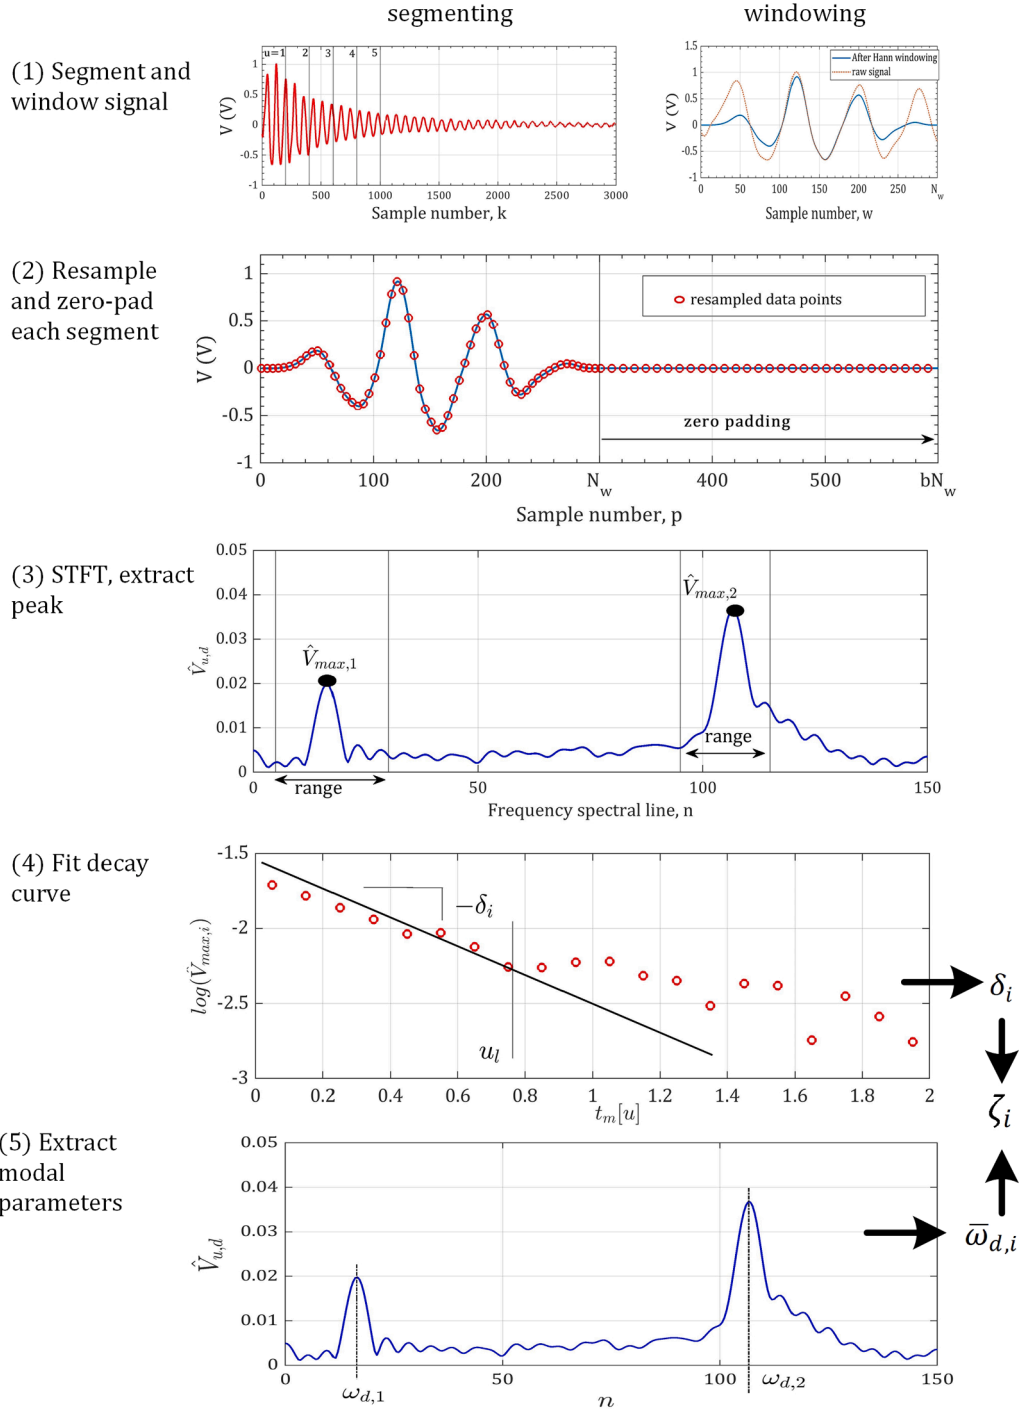 segmenting
windowing
(1) Segment and
window signal
V (V)
1
0.5
0
-0.5
-1
u=1
2
3
4
5
0 500 1000 1500 2000 2500 3000
Sample number, k
V (V)
1.5
1
0.5
0
-0.5
-1
After Hann windowing
raw signal
0 50 100 150 200 250 N_w
Sample number, w
(2) Resample
and zero-pad
each segment
V (V)
1
0.5
0
-0.5
-1
resampled data points
zero padding
0 100 200 N_w 400 500 bN_w
Sample number, p
(3) STFT, extract
peak
V̂_{u,d}
0.05
0.04
0.03
0.02
0.01
0
V̂_{max,1}
V̂_{max,2}
range
range
0 50 100 150
Frequency spectral line, n
(4) Fit decay
curve
log(V̂_{max,i})
-1.5
-2
-2.5
-3
−δ_i
u_l
0 0.2 0.4 0.6 0.8 1 1.2 1.4 1.6 1.8 2
t_m[u]
δ_i
ζ_i
(5) Extract
modal
parameters
V̂_{u,d}
0.05
0.04
0.03
0.02
0.01
0
0 50 100 150
ω_{d,1}
ω_{d,2}
n
ω̅_{d,i}